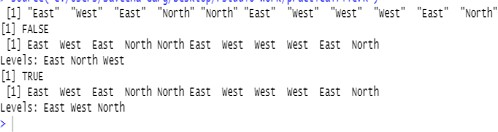 [1] "East" "West" "East" "North" "North" "East" "West" "West" "West" "East" "North"
[1] FALSE
[1] East West East North North East West West West East North
Levels: East North West
[1] TRUE
[1] East West East North North East West West West East North
Levels: East West North
>